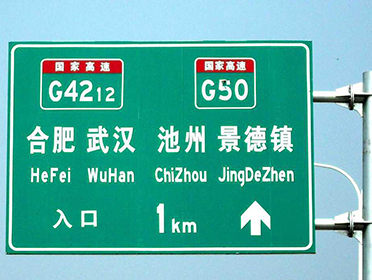 国家高速 国家高速
G4212 G50
合肥 武汉 池州 景德镇
HeFei WuHan ChiZhou JingDeZhen
入口 1km